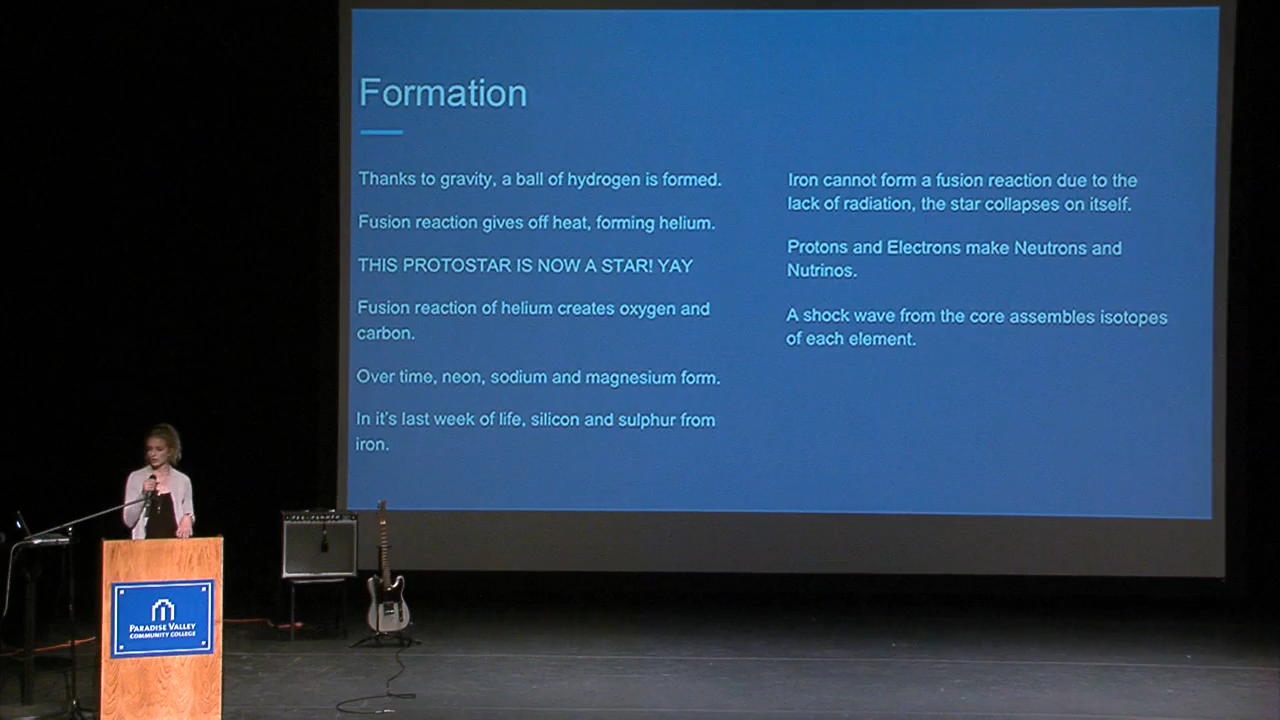 Formation
Thanks to gravity, a ball of hydrogen is formed.
Fusion reaction gives off heat, forming helium.
THIS PROTOSTAR IS NOW A STAR! YAY
Fusion reaction of helium creates oxygen and
carbon.
Over time, neon, sodium and magnesium form.
In it's last week of life, silicon and sulphur from
iron.
Iron cannot form a fusion reaction due to the
lack of radiation, the star collapses on itself.
Protons and Electrons make Neutrons and
Nutrinos.
A shock wave from the core assembles isotopes
of each element.
PARADISE VALLEY
COMMUNITY COLLEGE